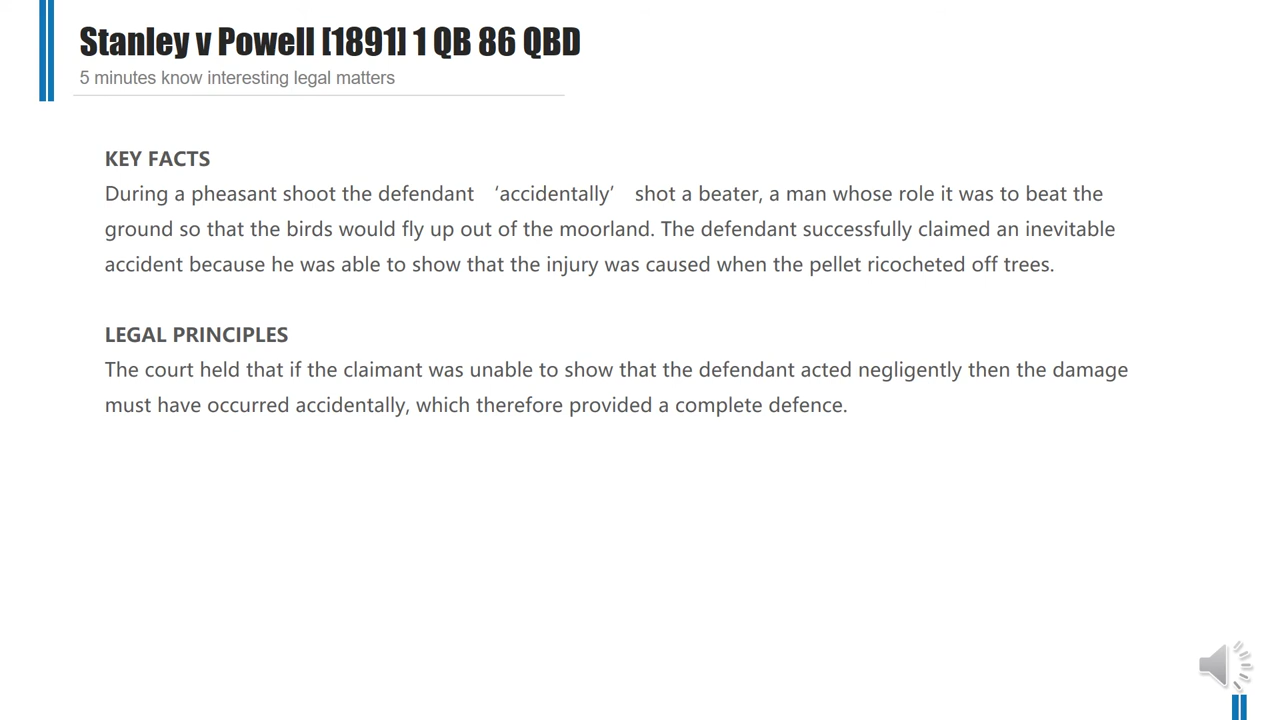 Stanley v Powell [1891] 1 QB 86 QBD
5 minutes know interesting legal matters
KEY FACTS
During a pheasant shoot the defendant ‘accidentally’ shot a beater, a man whose role it was to beat the
ground so that the birds would fly up out of the moorland. The defendant successfully claimed an inevitable
accident because he was able to show that the injury was caused when the pellet ricocheted off trees.
LEGAL PRINCIPLES
The court held that if the claimant was unable to show that the defendant acted negligently then the damage
must have occurred accidentally, which therefore provided a complete defence.